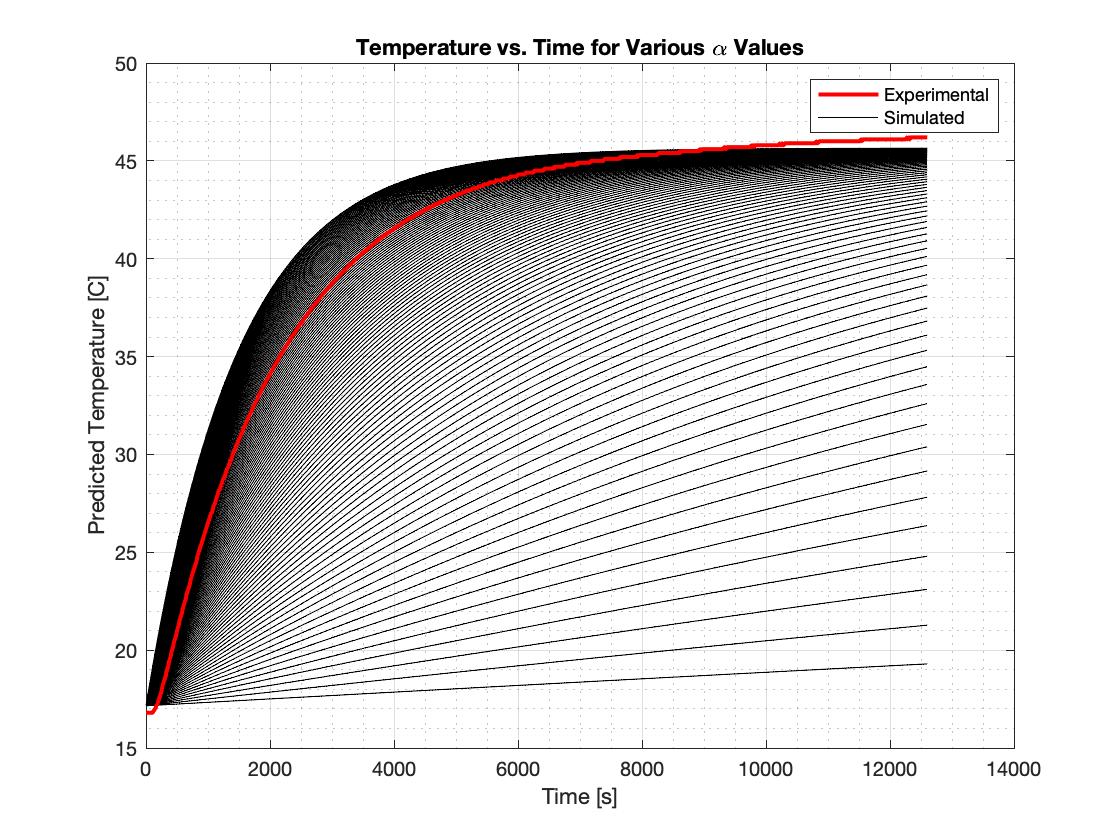 Temperature vs. Time for Various α Values
Experimental
Simulated
Predicted Temperature [C]
50
45
40
35
30
25
20
15
0 2000 4000 6000 8000 10000 12000 14000
Time [s]